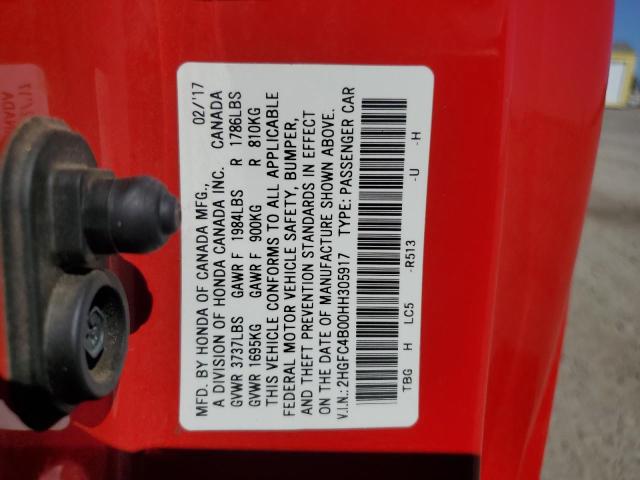 MFD. BY HONDA OF CANADA MFG., 02/'17
A DIVISION OF HONDA CANADA INC. CANADA
GVWR 3737LBS GAWR F 1984LBS R 1786LBS
GVWR 1695KG GAWR F 900KG R 810KG
THIS VEHICLE CONFORMS TO ALL APPLICABLE
FEDERAL MOTOR VEHICLE SAFETY, BUMPER,
AND THEFT PREVENTION STANDARDS IN EFFECT
ON THE DATE OF MANUFACTURE SHOWN ABOVE.
V.I.N.: 2HGFC4B00HH305917 TYPE: PASSENGER CAR
TBG H LC5 -R513 -U -H